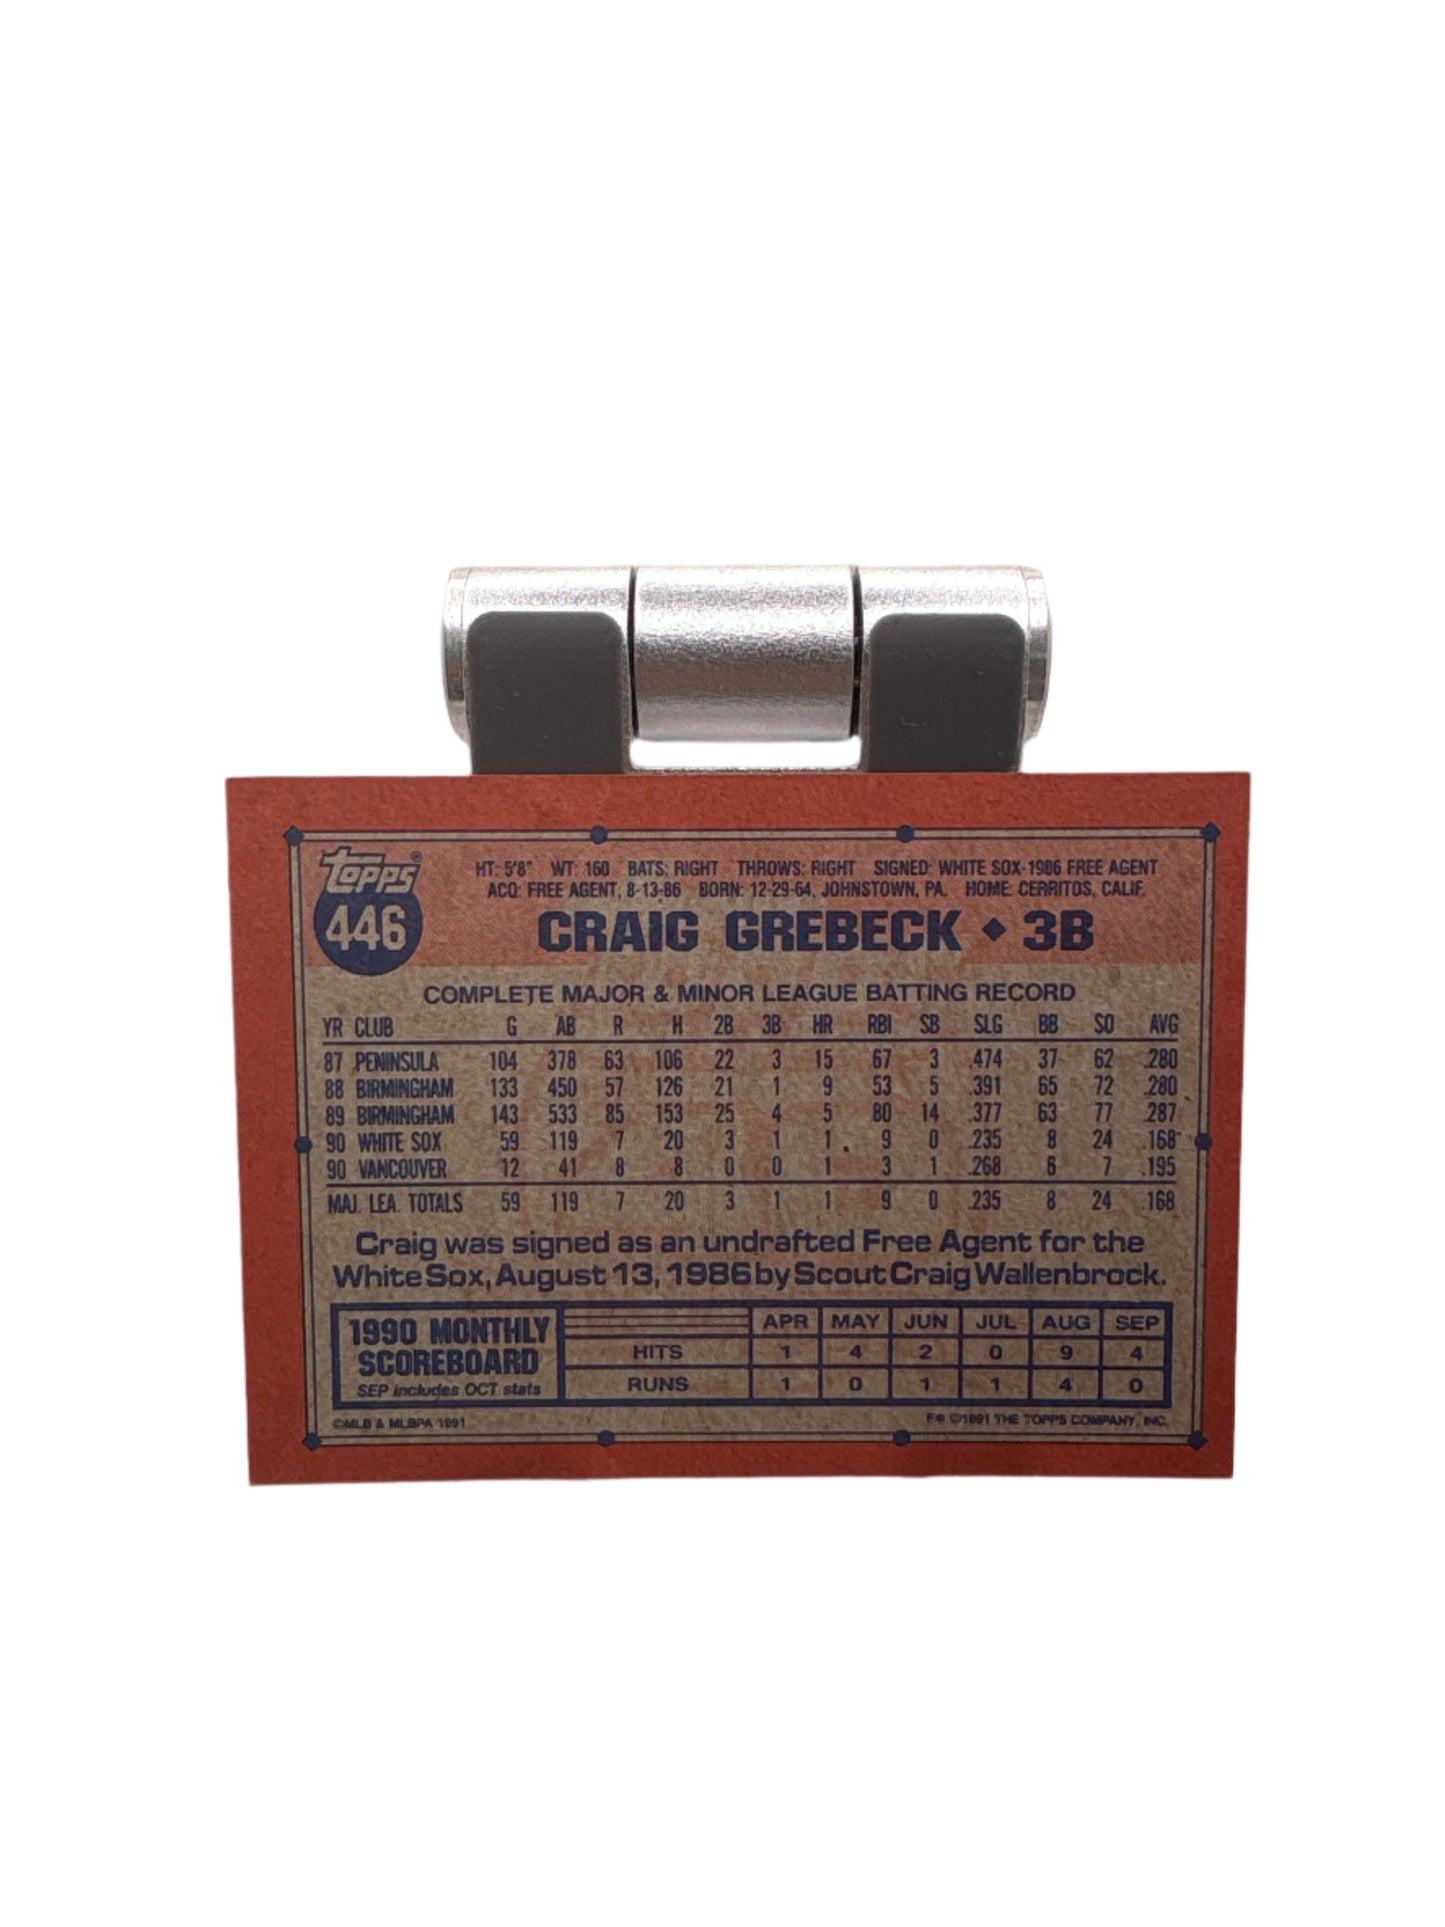 topps®
446
HT: 5'8" WT: 160 BATS: RIGHT THROWS: RIGHT SIGNED: WHITE SOX-1986 FREE AGENT
ACQ: FREE AGENT, 8-13-86 BORN: 12-29-64, JOHNSTOWN, PA. HOME: CERRITOS, CALIF.
CRAIG GREBECK ◆ 3B
COMPLETE MAJOR & MINOR LEAGUE BATTING RECORD
YR CLUB G AB R H 2B 3B HR RBI SB SLG BB SO AVG
87 PENINSULA 104 378 63 106 22 3 15 67 3 .474 37 62 .280
88 BIRMINGHAM 133 450 57 126 21 1 9 53 5 .391 65 72 .280
89 BIRMINGHAM 143 533 85 153 25 4 5 80 14 .377 63 77 .287
90 WHITE SOX 59 119 7 20 3 1 1 9 0 .235 8 24 .168
90 VANCOUVER 12 41 8 8 0 0 1 3 1 .268 6 7 .195
MAJ. LEA. TOTALS 59 119 7 20 3 1 1 9 0 .235 8 24 .168
Craig was signed as an undrafted Free Agent for the
White Sox, August 13, 1986 by Scout Craig Wallenbrock.
1990 MONTHLY
SCOREBOARD
SEP includes OCT stats
APR MAY JUN JUL AUG SEP
HITS 1 4 2 0 9 4
RUNS 1 0 1 1 4 0
©MLB & MLBPA 1991
F* ©1991 THE TOPPS COMPANY, INC.